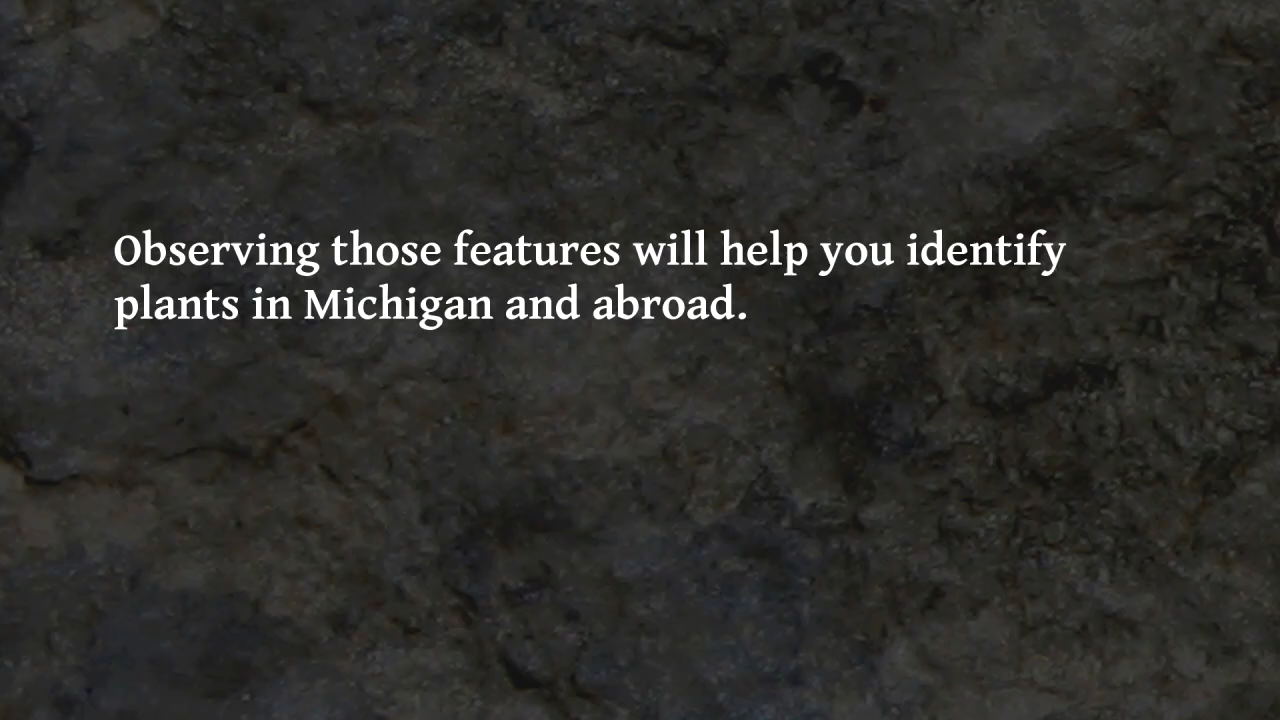 Observing those features will help you identify
plants in Michigan and abroad.